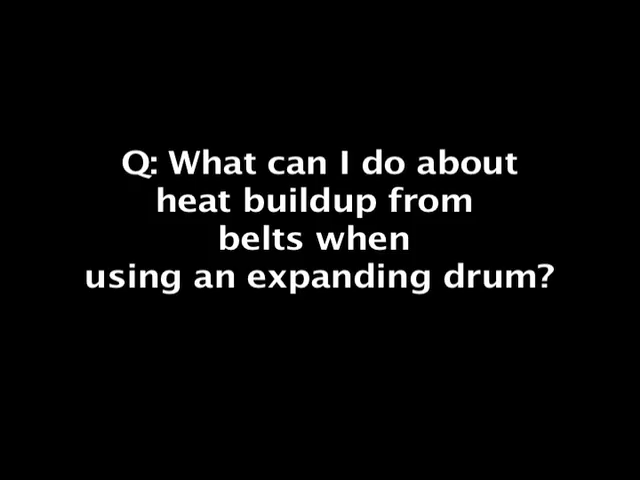 Q: What can I do about
heat buildup from
belts when
using an expanding drum?